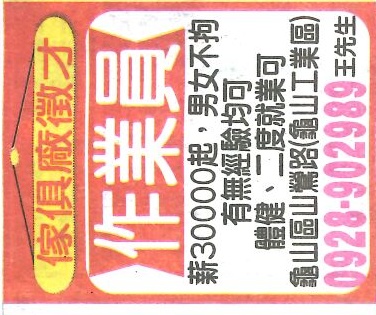 傢俱廠徵才
作業員
薪30000起，男女不拘
有無經驗均可
體健、二度就業可
龜山區山鶯路(龜山工業區)
0928-902989 王先生